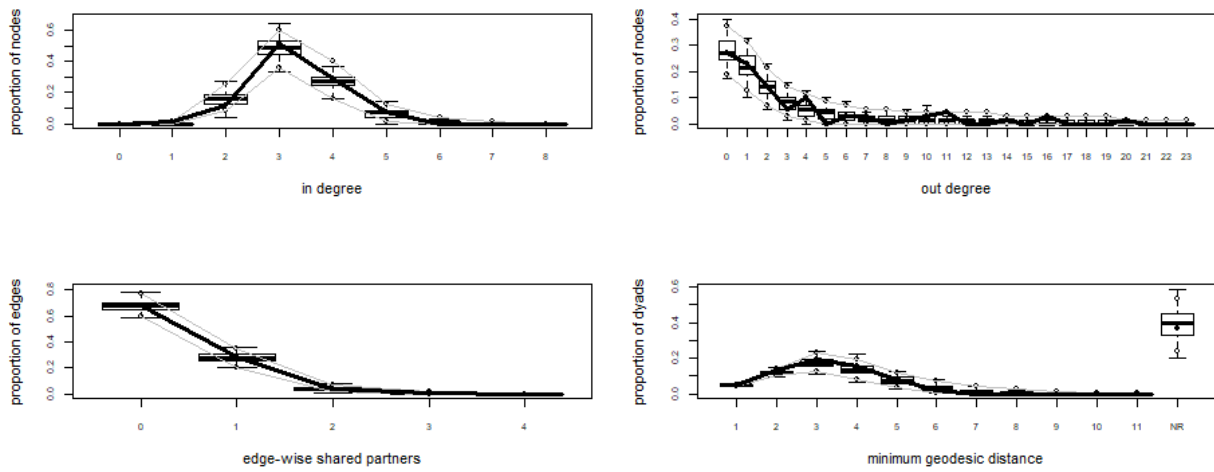 proportion of nodes
0.0 0.2 0.4 0.6
0 1 2 3 4 5 6 7 8
in degree
proportion of nodes
0.0 0.1 0.2 0.3 0.4
0 1 2 3 4 5 6 7 8 9 10 11 12 13 14 15 16 17 18 19 20 21 22 23
out degree
proportion of edges
0.0 0.2 0.4 0.6 0.8
0 1 2 3 4
edge-wise shared partners
proportion of dyads
0.0 0.2 0.4 0.6
1 2 3 4 5 6 7 8 9 10 11 NR
minimum geodesic distance